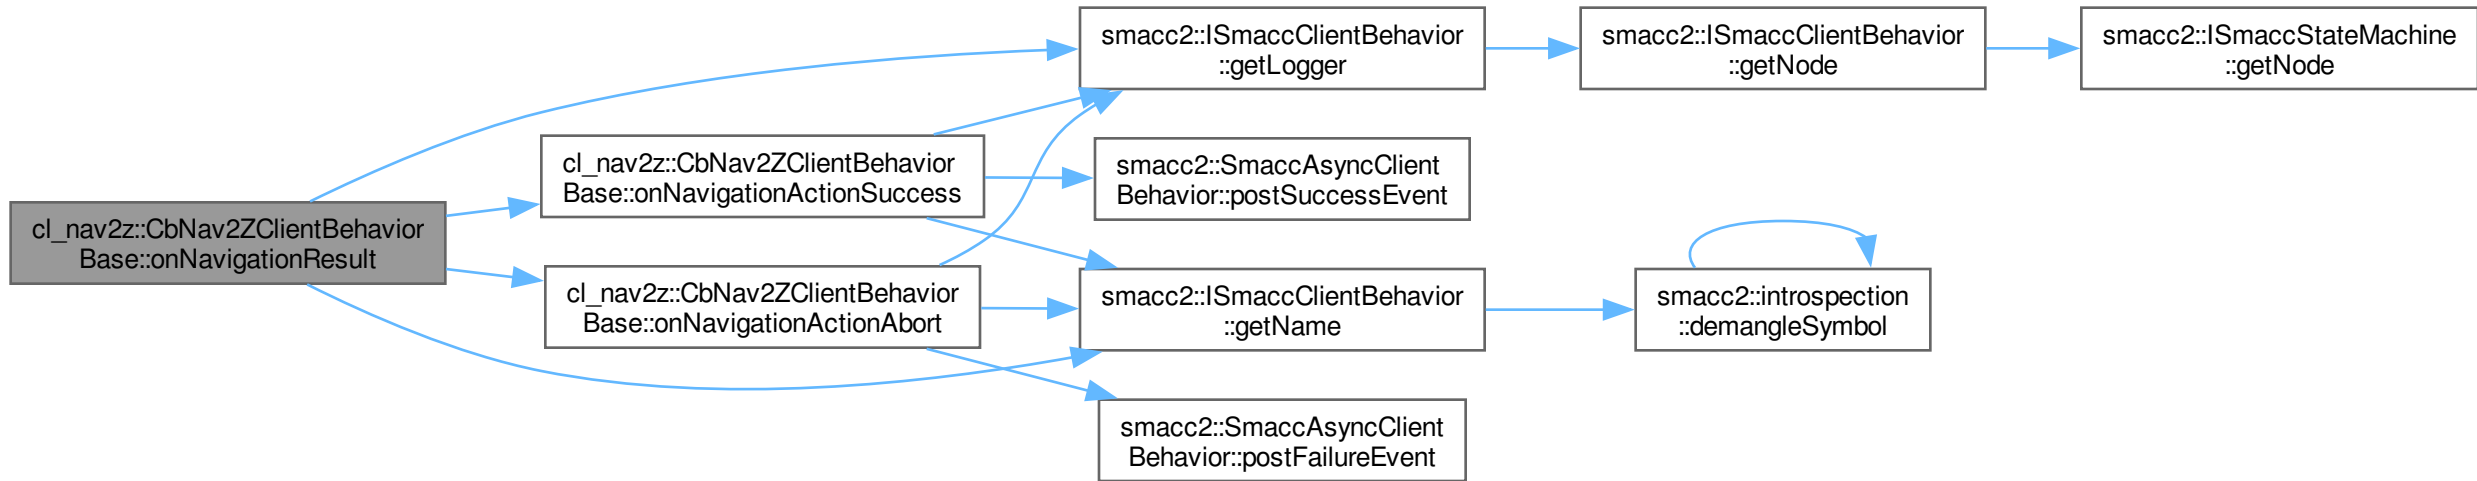 cl_nav2z::CbNav2ZClientBehavior
Base::onNavigationResult
smacc2::ISmaccClientBehavior
::getLogger
smacc2::ISmaccClientBehavior
::getNode
smacc2::ISmaccStateMachine
::getNode
cl_nav2z::CbNav2ZClientBehavior
Base::onNavigationActionSuccess
smacc2::SmaccAsyncClient
Behavior::postSuccessEvent
cl_nav2z::CbNav2ZClientBehavior
Base::onNavigationActionAbort
smacc2::ISmaccClientBehavior
::getName
smacc2::introspection
::demangleSymbol
smacc2::SmaccAsyncClient
Behavior::postFailureEvent